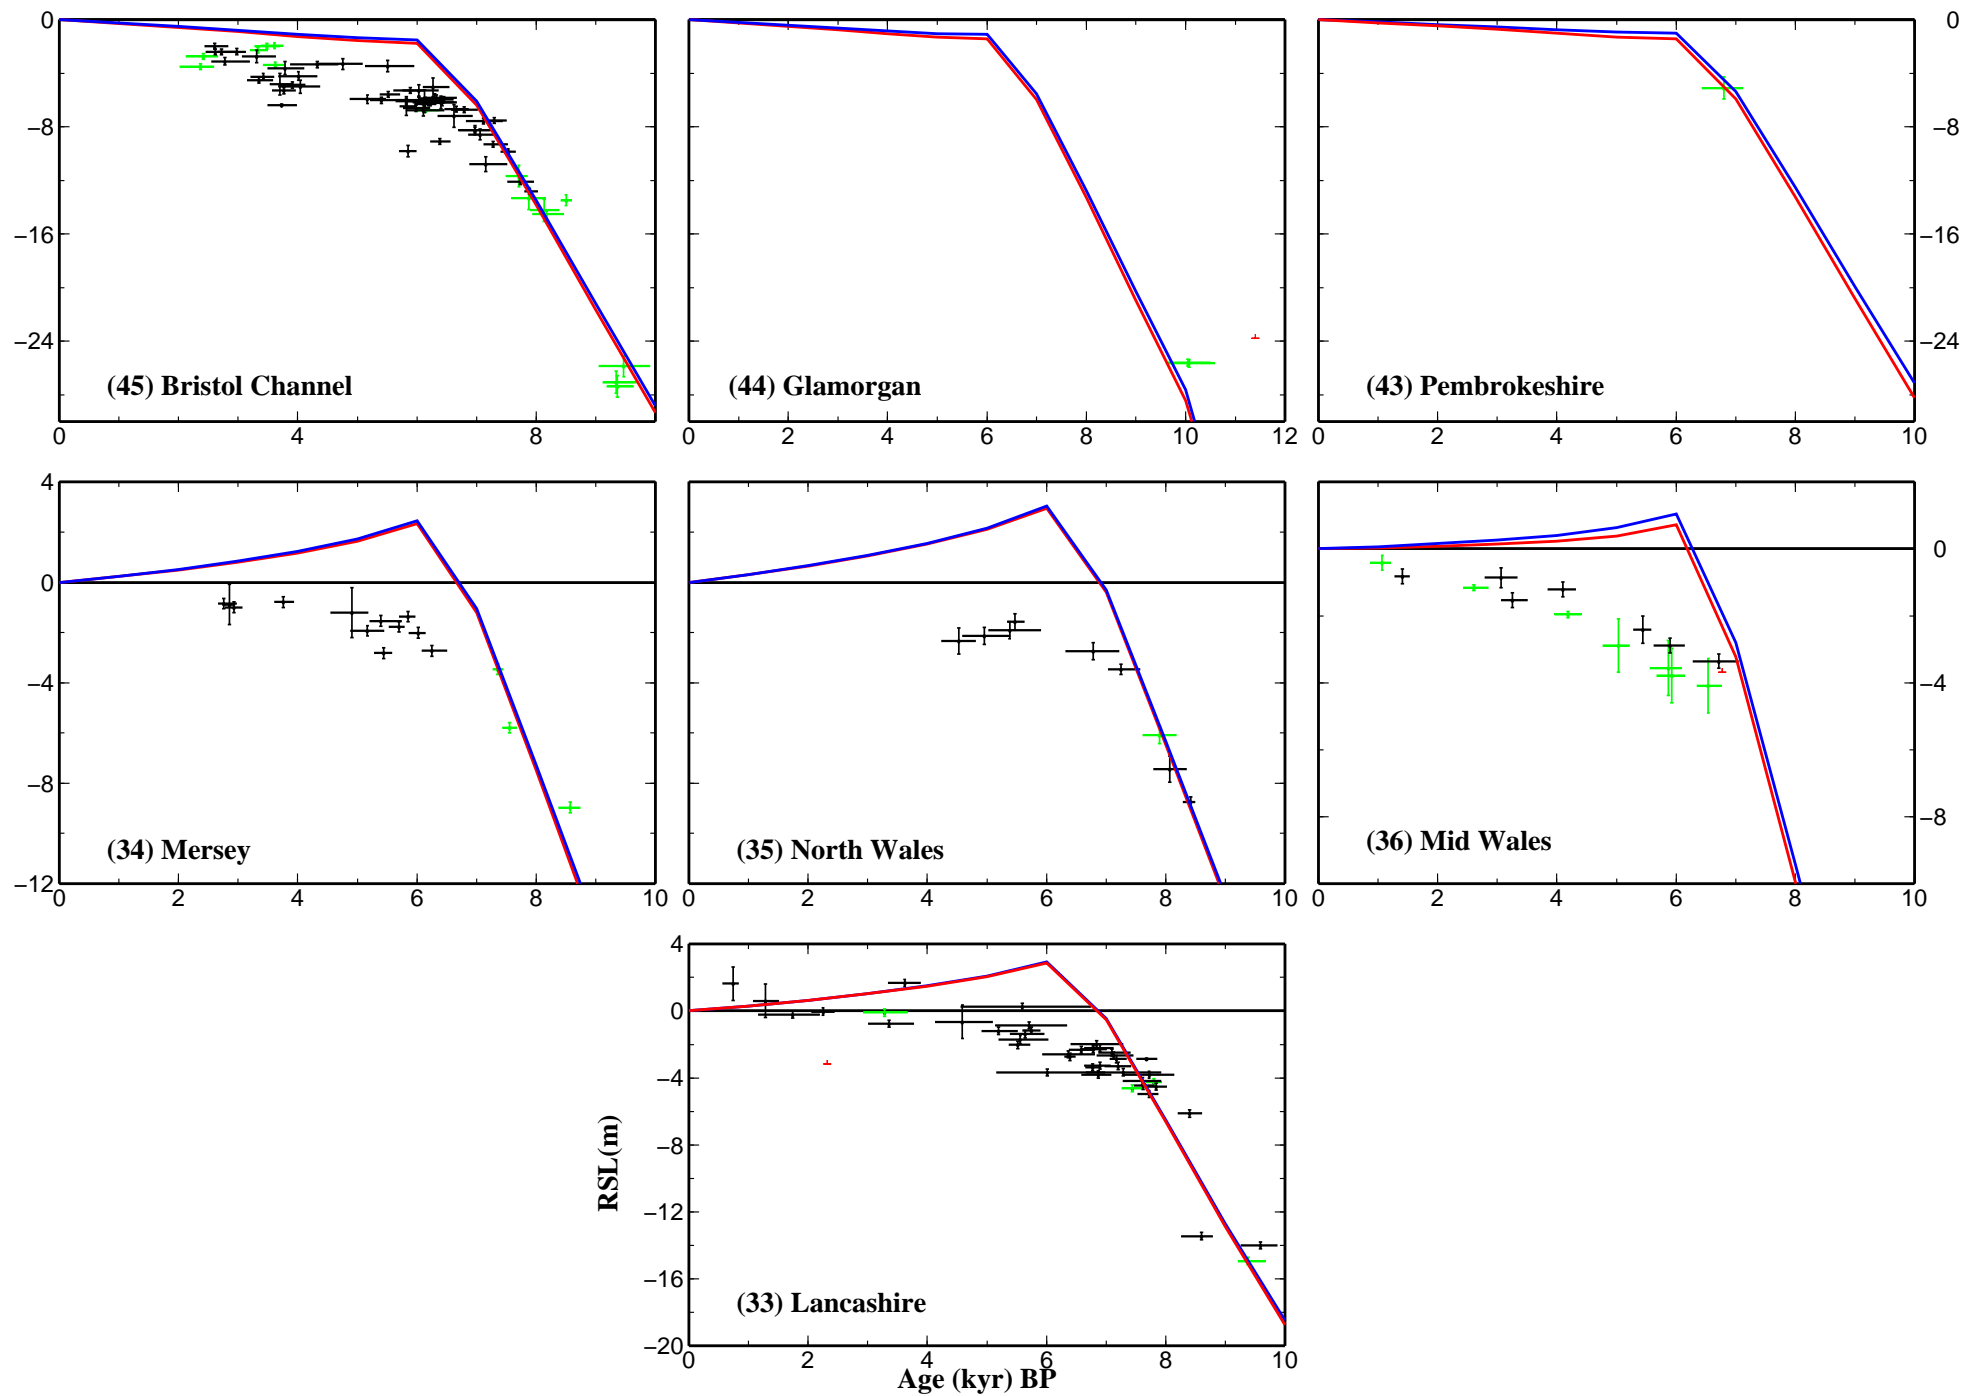 0
−8
−16
−24
(45) Bristol Channel
0 4 8
(44) Glamorgan
0 2 4 6 8 10 12
0
−8
−16
−24
(43) Pembrokeshire
0 2 4 6 8 10
4
0
−4
−8
−12
(34) Mersey
0 2 4 6 8 10
(35) North Wales
0 2 4 6 8 10
0
−4
−8
(36) Mid Wales
0 2 4 6 8 10
4
0
−4
−8
−12
−16
−20
RSL(m)
(33) Lancashire
0 2 4 6 8 10
Age (kyr) BP